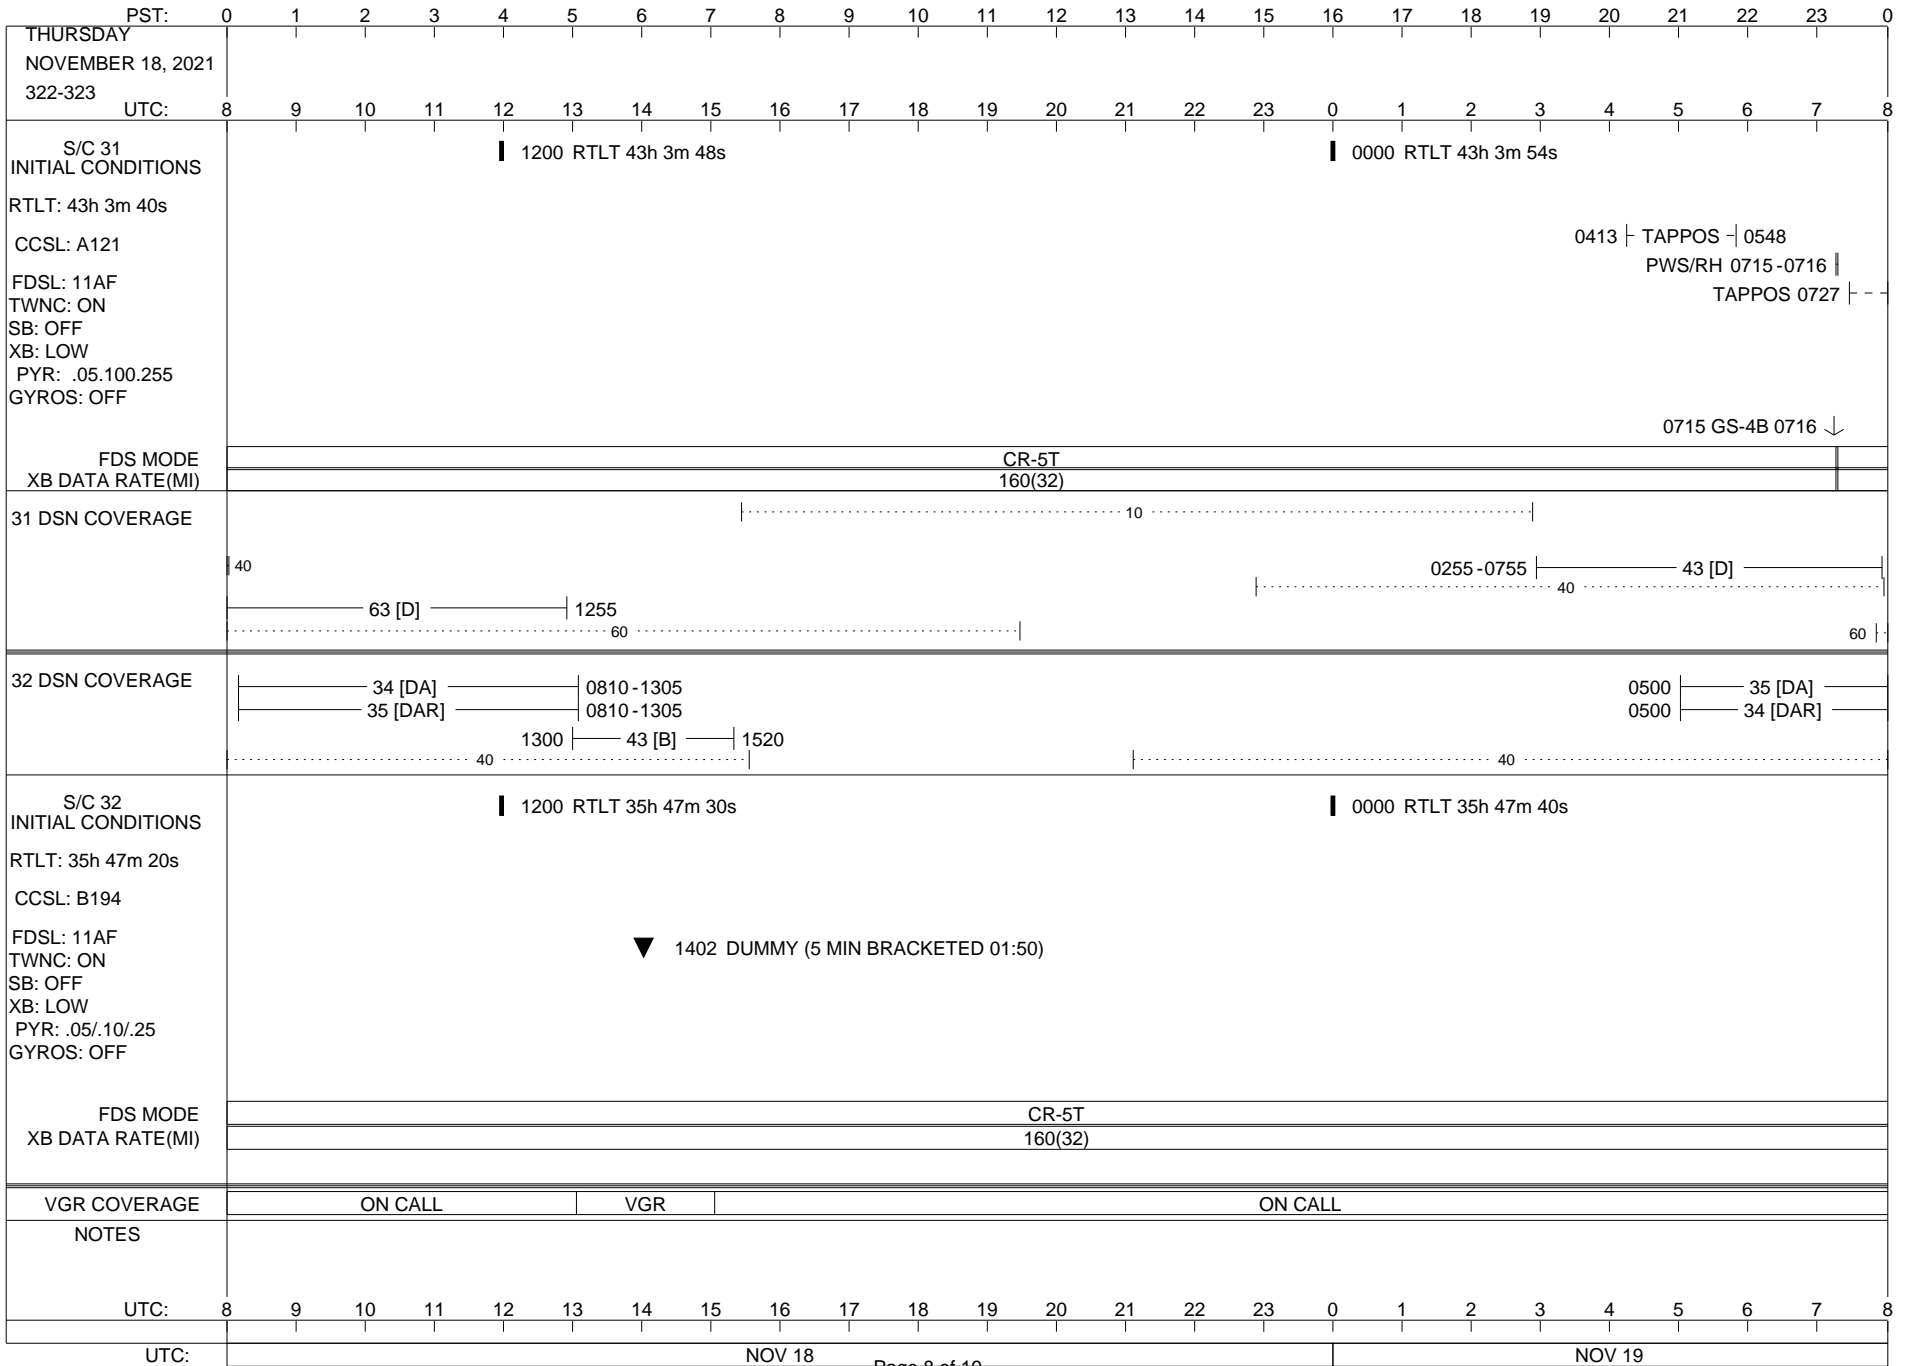 PST: 0 1 2 3 4 5 6 7 8 9 10 11 12 13 14 15 16 17 18 19 20 21 22 23 0
THURSDAY
NOVEMBER 18, 2021
322-323
UTC: 8 9 10 11 12 13 14 15 16 17 18 19 20 21 22 23 0 1 2 3 4 5 6 7 8
S/C 31
INITIAL CONDITIONS
1200 RTLT 43h 3m 48s
0000 RTLT 43h 3m 54s
RTLT: 43h 3m 40s
CCSL: A121
0413 TAPPOS 0548
PWS/RH 0715-0716
FDSL: 11AF
TAPPOS 0727
TWNC: ON
SB: OFF
XB: LOW
PYR: .05.100.255
GYROS: OFF
0715 GS-4B 0716
FDS MODE CR-5T
XB DATA RATE(MI) 160(32)
31 DSN COVERAGE
10
40
0255-0755 43 [D]
40
63 [D] 1255
60
60
32 DSN COVERAGE
34 [DA] 0810-1305
0500 35 [DA]
35 [DAR] 0810-1305
0500 34 [DAR]
1300 43 [B] 1520
40
40
S/C 32
INITIAL CONDITIONS
1200 RTLT 35h 47m 30s
0000 RTLT 35h 47m 40s
RTLT: 35h 47m 20s
CCSL: B194
FDSL: 11AF
1402 DUMMY (5 MIN BRACKETED 01:50)
TWNC: ON
SB: OFF
XB: LOW
PYR: .05/.10/.25
GYROS: OFF
FDS MODE CR-5T
XB DATA RATE(MI) 160(32)
VGR COVERAGE ON CALL VGR ON CALL
NOTES
UTC: 8 9 10 11 12 13 14 15 16 17 18 19 20 21 22 23 0 1 2 3 4 5 6 7 8
UTC: NOV 18 NOV 19
Page 8 of 19